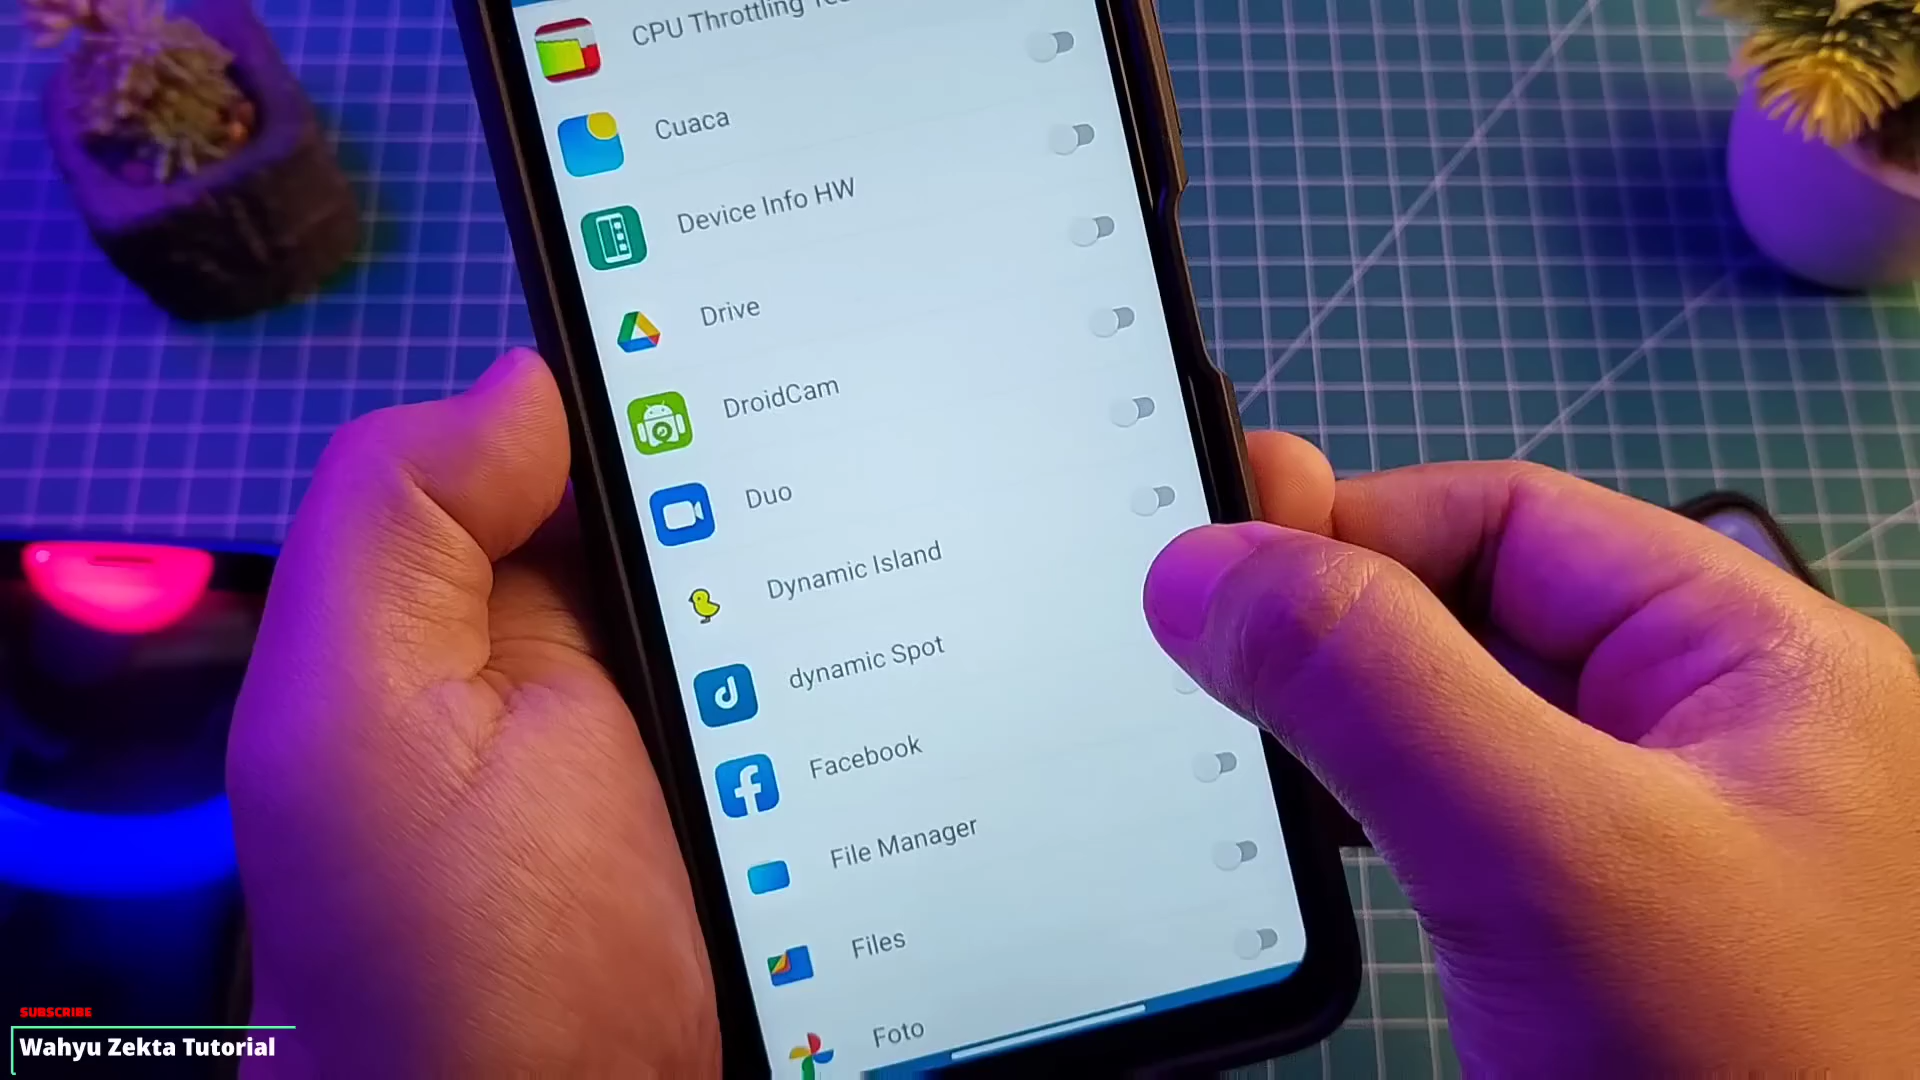 CPU Throttling
Cuaca
Device Info HW
Drive
DroidCam
Duo
Dynamic Island
dynamic Spot
Facebook
File Manager
Files
Foto
SUBSCRIBE
Wahyu Zekta Tutorial